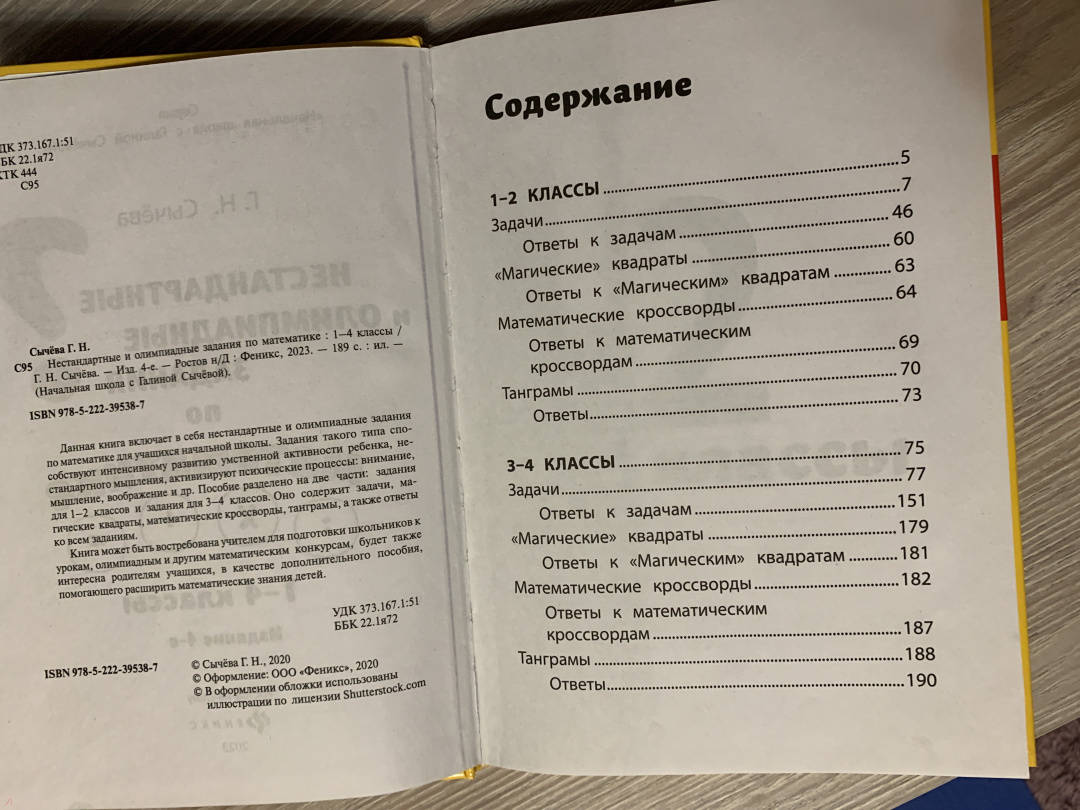 УДК 373.167.1:51
ББК 22.1я72
КТК 444
С95
Сычёва Г. Н.
С95 Нестандартные и олимпиадные задания по математике : 1—4 классы /
Г. Н. Сычёва. — Изд. 4-е. — Ростов н/Д : Феникс, 2023. — 189 с. : ил. —
(Начальная школа с Галиной Сычёвой).
ISBN 978-5-222-39538-7
Данная книга включает в себя нестандартные и олимпиадные задания
по математике для учащихся начальной школы. Задания такого типа спо-
собствуют интенсивному развитию умственной активности ребенка, не-
стандартного мышления, активизируют психические процессы: внимание,
мышление, воображение и др. Пособие разделено на две части: задания
для 1—2 классов и задания для 3—4 классов. Оно содержит задачи, ма-
гические квадраты, математические кроссворды, танграмы, а также ответы
ко всем заданиям.
Книга может быть востребована учителем для подготовки школьников к
урокам, олимпиадным и другим математическим конкурсам, будет также
интересна родителям учащихся, в качестве дополнительного пособия,
помогающего расширить математические знания детей.
УДК 373.167.1:51
ББК 22.1я72
ISBN 978-5-222-39538-7
© Сычёва Г. Н., 2020
© Оформление: ООО «Феникс», 2020
© В оформлении обложки использованы
иллюстрации по лицензии Shutterstock.com
Содержание
1–2 КЛАССЫ 5
Задачи 7
Ответы к задачам 46
«Магические» квадраты 60
Ответы к «Магическим» квадратам 63
Математические кроссворды 64
Ответы к математическим
кроссвордам 69
Танграмы 70
Ответы 73
3–4 КЛАССЫ 75
Задачи 77
Ответы к задачам 151
«Магические» квадраты 179
Ответы к «Магическим» квадратам 181
Математические кроссворды 182
Ответы к математическим
кроссвордам 187
Танграмы 188
Ответы 190